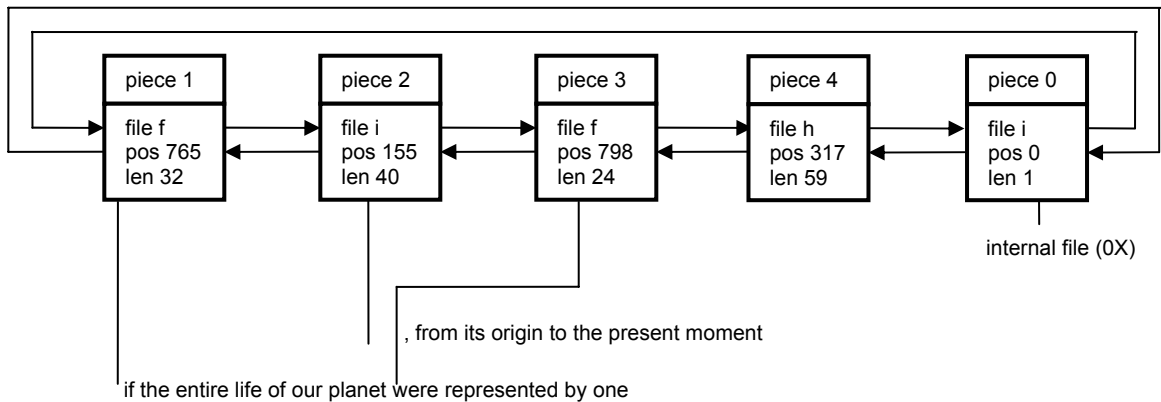 piece 1
piece 2
piece 3
piece 4
piece 0
file f
pos 765
len 32
file i
pos 155
len 40
file f
pos 798
len 24
file h
pos 317
len 59
file i
pos 0
len 1
internal file (0X)
, from its origin to the present moment
if the entire life of our planet were represented by one